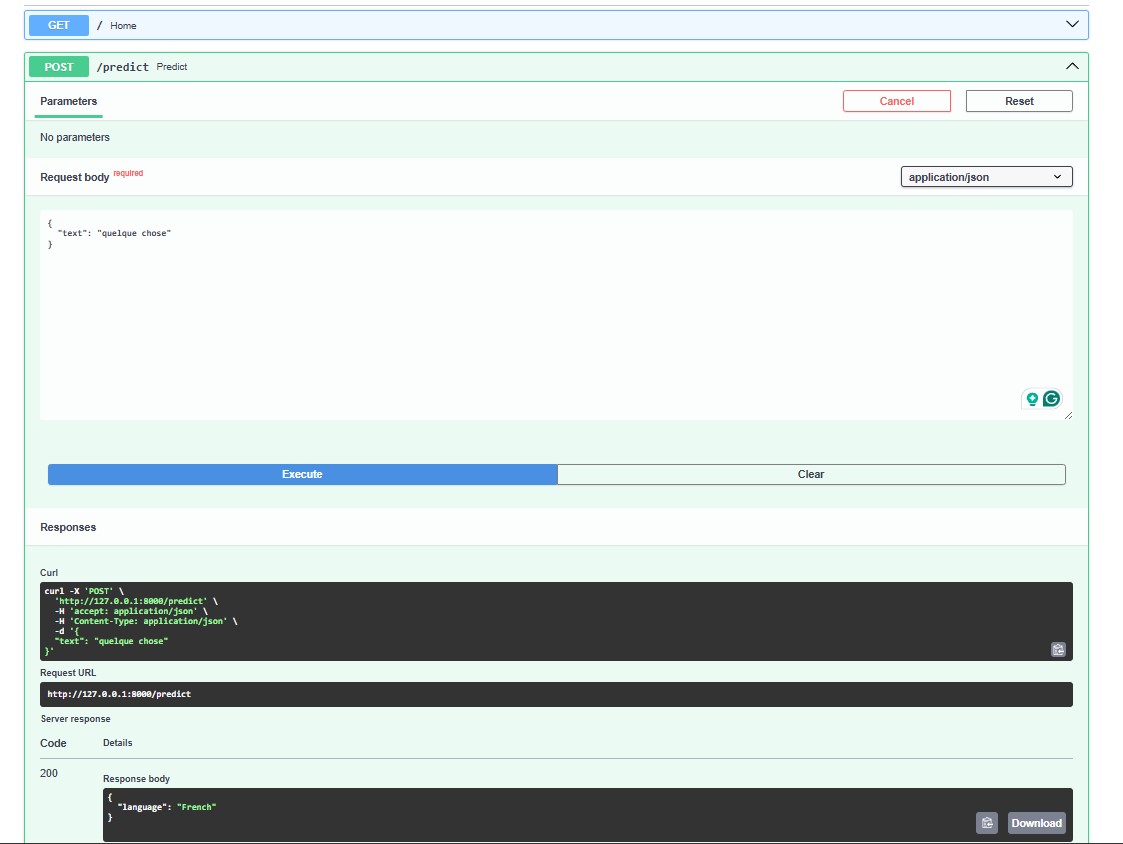 GET / Home
POST /predict Predict
Parameters
Cancel
Reset
No parameters
Request body required
application/json
{
  "text": "quelque chose"
}
Execute
Clear
Responses
Curl
curl -X 'POST' \
  'http://127.0.0.1:8000/predict' \
  -H 'accept: application/json' \
  -H 'Content-Type: application/json' \
  -d '{
  "text": "quelque chose"
}'
Request URL
http://127.0.0.1:8000/predict
Server response
Code Details
200
Response body
{
  "language": "French"
}
Download